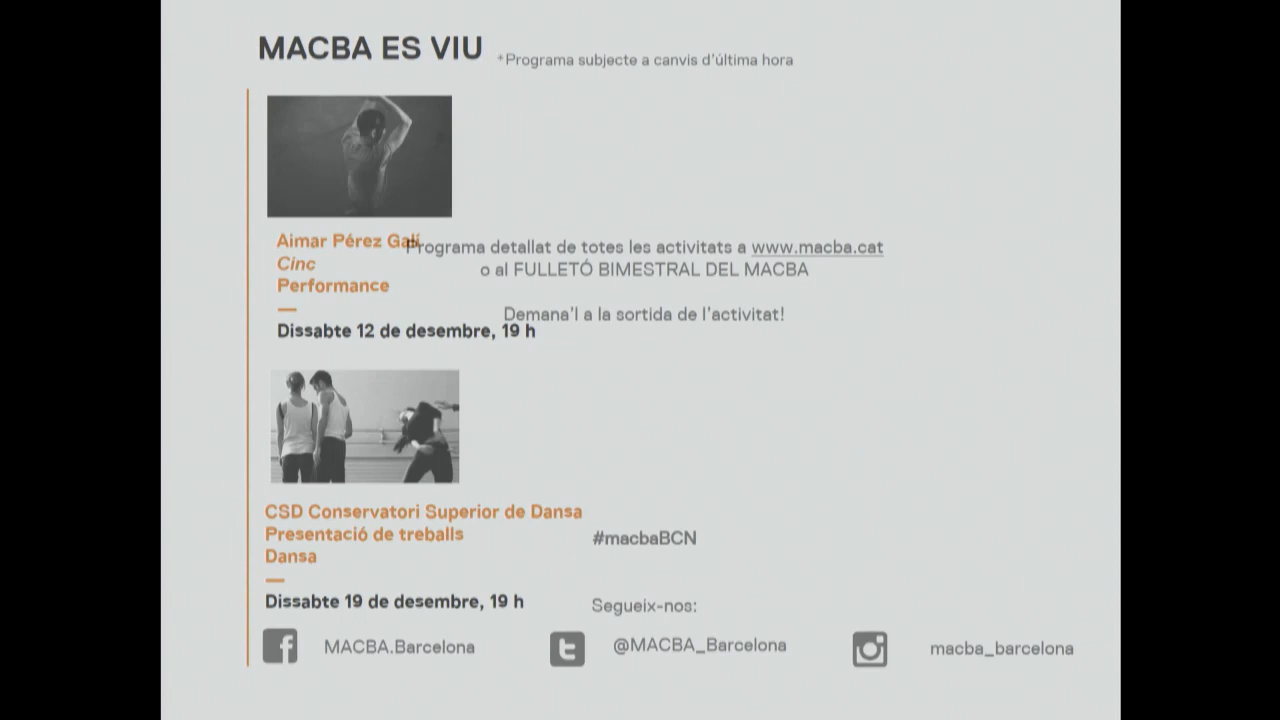 MACBA ES VIU
*Programa subjecte a canvis d'última hora
Aimar Pérez Galí
Cinc
Performance
Programa detallat de totes les activitats a www.macba.cat
o al FULLETÓ BIMESTRAL DEL MACBA
Demana'l a la sortida de l'activitat!
Dissabte 12 de desembre, 19 h
CSD Conservatori Superior de Dansa
Presentació de treballs
Dansa
#macbaBCN
Dissabte 19 de desembre, 19 h
Segueix-nos:
MACBA.Barcelona
@MACBA_Barcelona
macba_barcelona